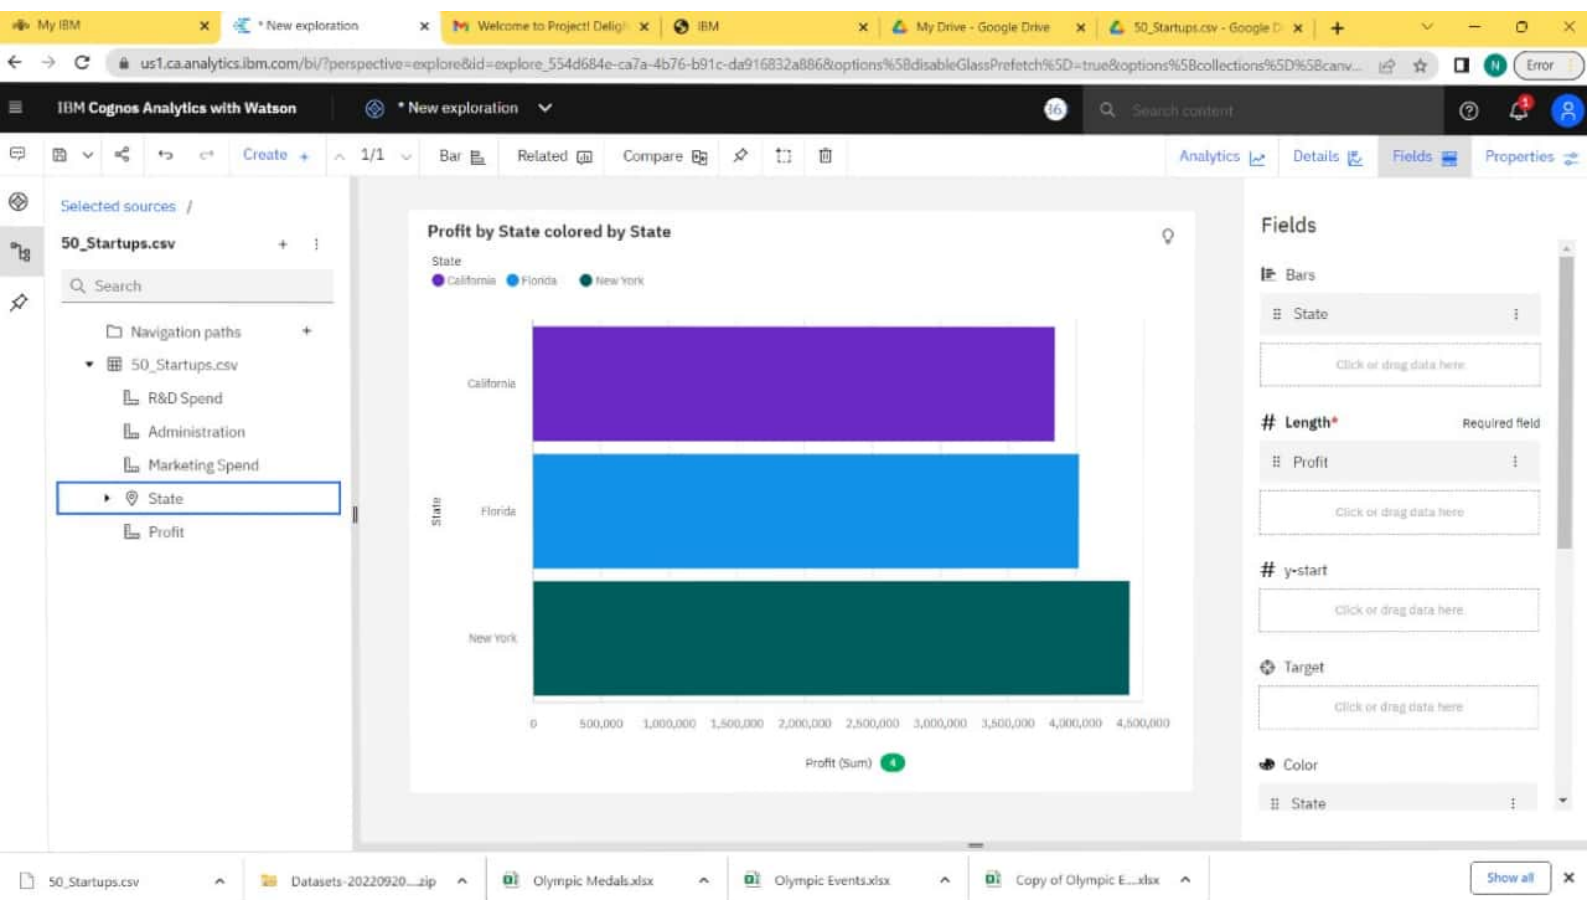 My IBM
* New exploration
Welcome to Project! Deligh
IBM
My Drive - Google Drive
50_Startups.csv - Google D
us1.ca.analytics.ibm.com/bi/?perspective=explore&id=explore_554d684e-ca7a-4b76-b91c-da916832a886&options%5BdisableGlassPrefetch%5D=true&options%5Bcollections%5D%5Bcanv...
N
Error
IBM Cognos Analytics with Watson
* New exploration
Search content
1
Create +
1/1
Bar
Related
Compare
Analytics
Details
Fields
Properties
Selected sources /
50_Startups.csv
Search
Navigation paths
50_Startups.csv
R&D Spend
Administration
Marketing Spend
State
Profit
Profit by State colored by State
State
California
Florida
New York
California
Florida
New York
State
0
500,000
1,000,000
1,500,000
2,000,000
2,500,000
3,000,000
3,500,000
4,000,000
4,500,000
Profit (Sum)
4
Fields
Bars
State
Click or drag data here
# Length*
Required field
Profit
Click or drag data here
# y-start
Click or drag data here
Target
Click or drag data here
Color
State
50_Startups.csv
Datasets-20220920....zip
Olympic Medals.xlsx
Olympic Events.xlsx
Copy of Olympic E....xlsx
Show all